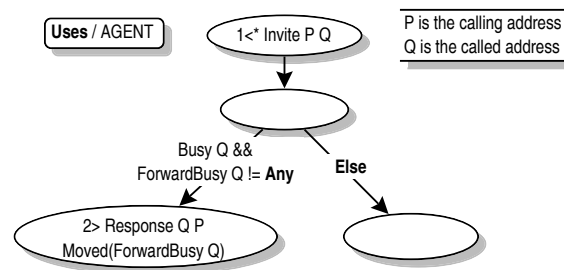 Uses / AGENT
1<* Invite P Q
P is the calling address
Q is the called address
Busy Q &&
ForwardBusy Q != Any
Else
2> Response Q P
Moved(ForwardBusy Q)